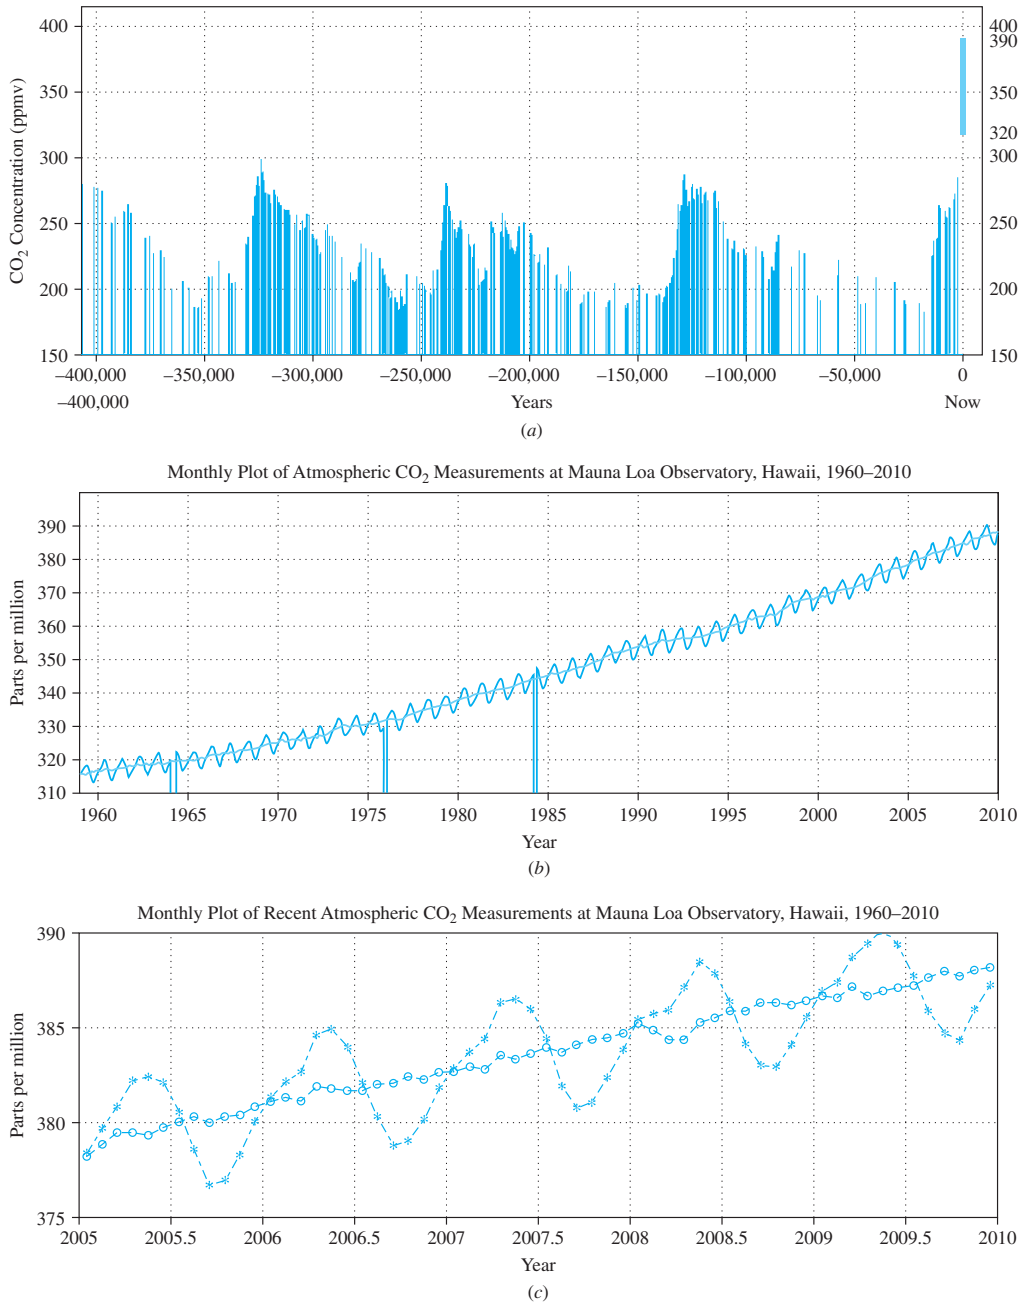 400
350
300
250
200
150
CO2 Concentration (ppmv)
400
390
350
320
300
250
200
150
–400,000 –350,000 –300,000 –250,000 –200,000 –150,000 –100,000 –50,000 0
–400,000 Years Now
(a)
Monthly Plot of Atmospheric CO2 Measurements at Mauna Loa Observatory, Hawaii, 1960–2010
390
380
370
360
350
340
330
320
310
Parts per million
1960 1965 1970 1975 1980 1985 1990 1995 2000 2005 2010
Year
(b)
Monthly Plot of Recent Atmospheric CO2 Measurements at Mauna Loa Observatory, Hawaii, 1960–2010
390
385
380
375
Parts per million
2005 2005.5 2006 2006.5 2007 2007.5 2008 2008.5 2009 2009.5 2010
Year
(c)